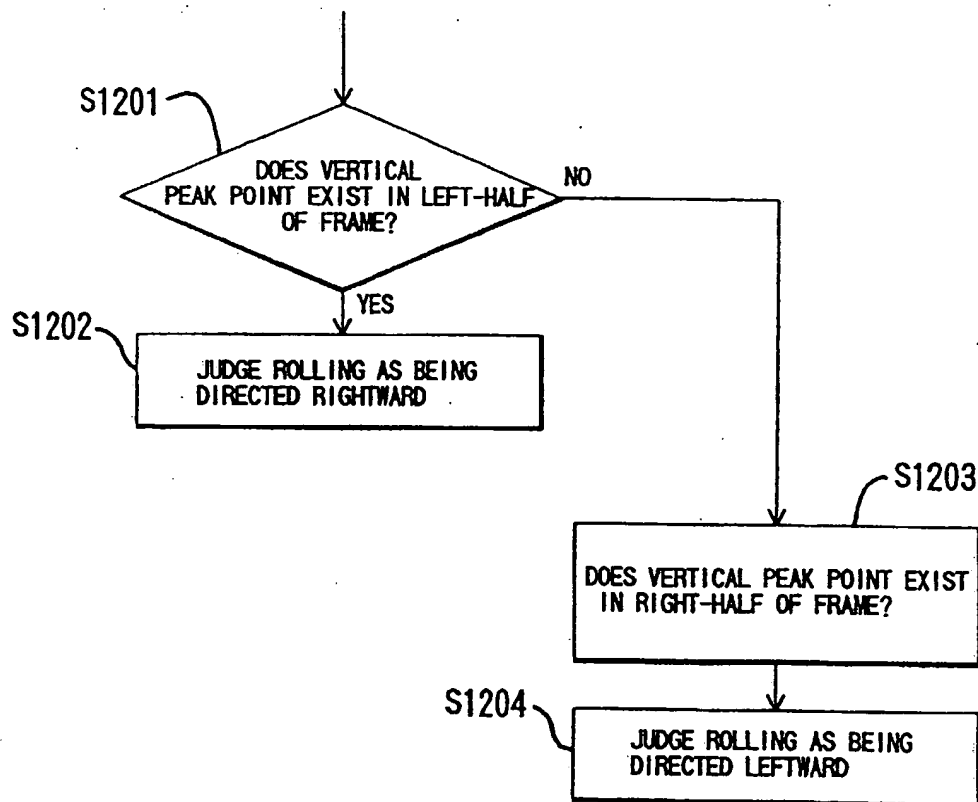 S1201
DOES VERTICAL
PEAK POINT EXIST IN LEFT-HALF
OF FRAME?
NO
YES
S1202
JUDGE ROLLING AS BEING
DIRECTED RIGHTWARD
S1203
DOES VERTICAL PEAK POINT EXIST
IN RIGHT-HALF OF FRAME?
S1204
JUDGE ROLLING AS BEING
DIRECTED LEFTWARD